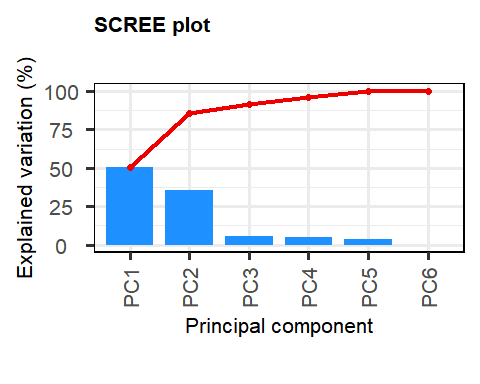 SCREE plot
Explained variation (%)
100
75
50
25
0
PC1
PC2
PC3
PC4
PC5
PC6
Principal component